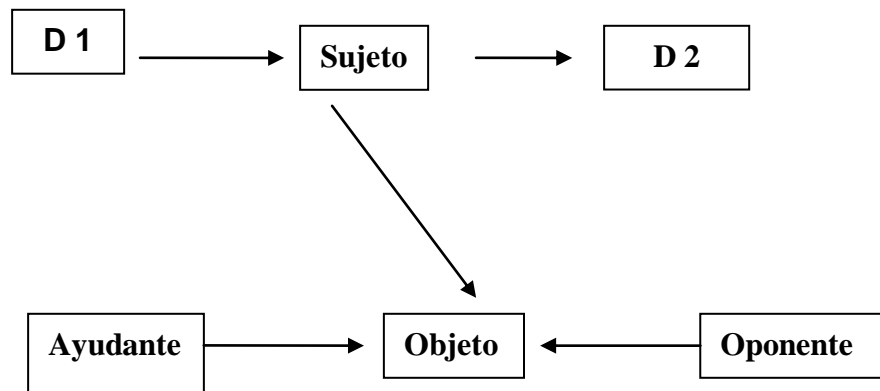 D 1
Sujeto
D 2
Ayudante
Objeto
Oponente